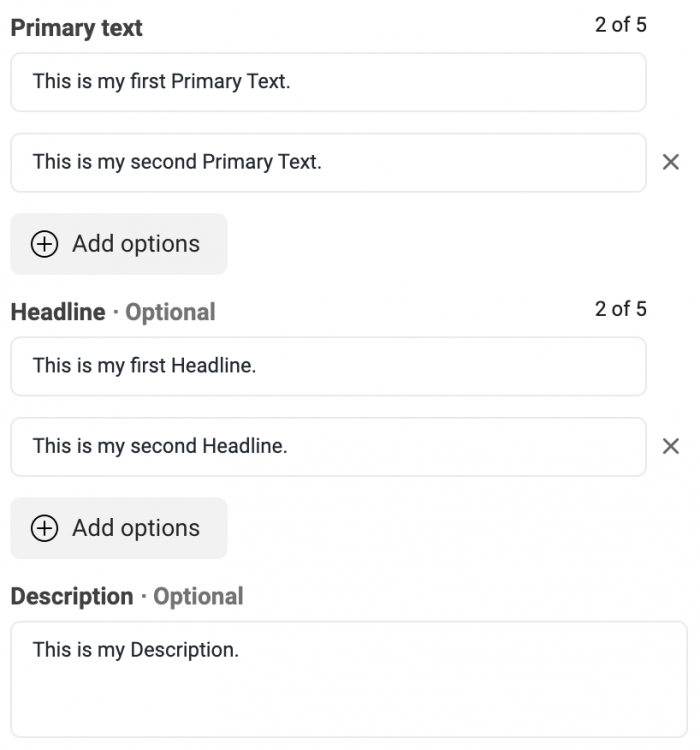 Primary text 2 of 5
This is my first Primary Text.
This is my second Primary Text.
Add options
Headline · Optional 2 of 5
This is my first Headline.
This is my second Headline.
Add options
Description · Optional
This is my Description.